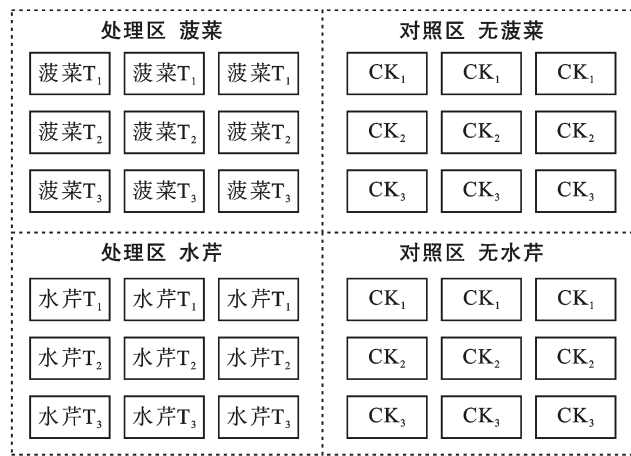 处理区 菠菜
菠菜T₁ 菠菜T₁ 菠菜T₁
菠菜T₂ 菠菜T₂ 菠菜T₂
菠菜T₃ 菠菜T₃ 菠菜T₃
对照区 无菠菜
CK₁ CK₁ CK₁
CK₂ CK₂ CK₂
CK₃ CK₃ CK₃
处理区 水芹
水芹T₁ 水芹T₁ 水芹T₁
水芹T₂ 水芹T₂ 水芹T₂
水芹T₃ 水芹T₃ 水芹T₃
对照区 无水芹
CK₁ CK₁ CK₁
CK₂ CK₂ CK₂
CK₃ CK₃ CK₃